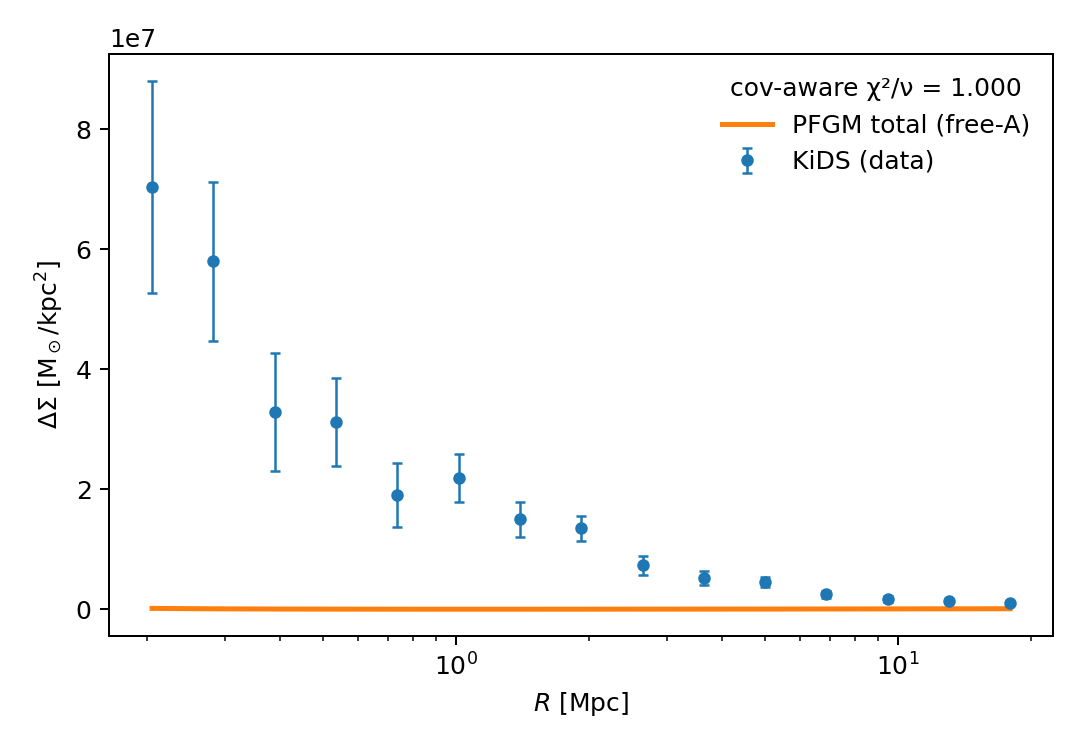 1e7
cov-aware χ²/ν = 1.000
PFGM total (free-A)
KiDS (data)
8
6
4
2
0
ΔΣ [M⊙/kpc²]
10⁰
10¹
R [Mpc]